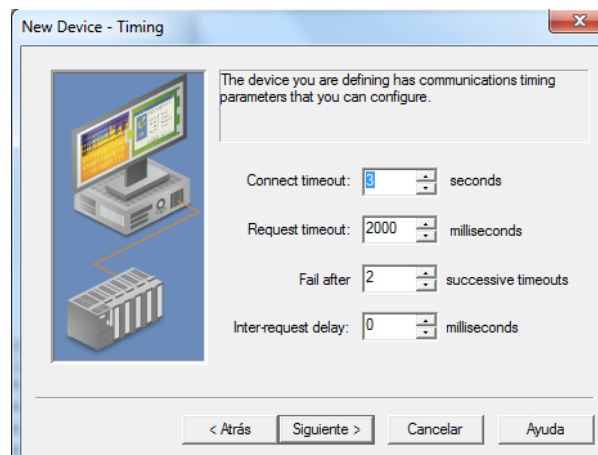 New Device - Timing
The device you are defining has communications timing
parameters that you can configure.
Connect timeout: 3 seconds
Request timeout: 2000 milliseconds
Fail after 2 successive timeouts
Inter-request delay: 0 milliseconds
< Atrás Siguiente > Cancelar Ayuda